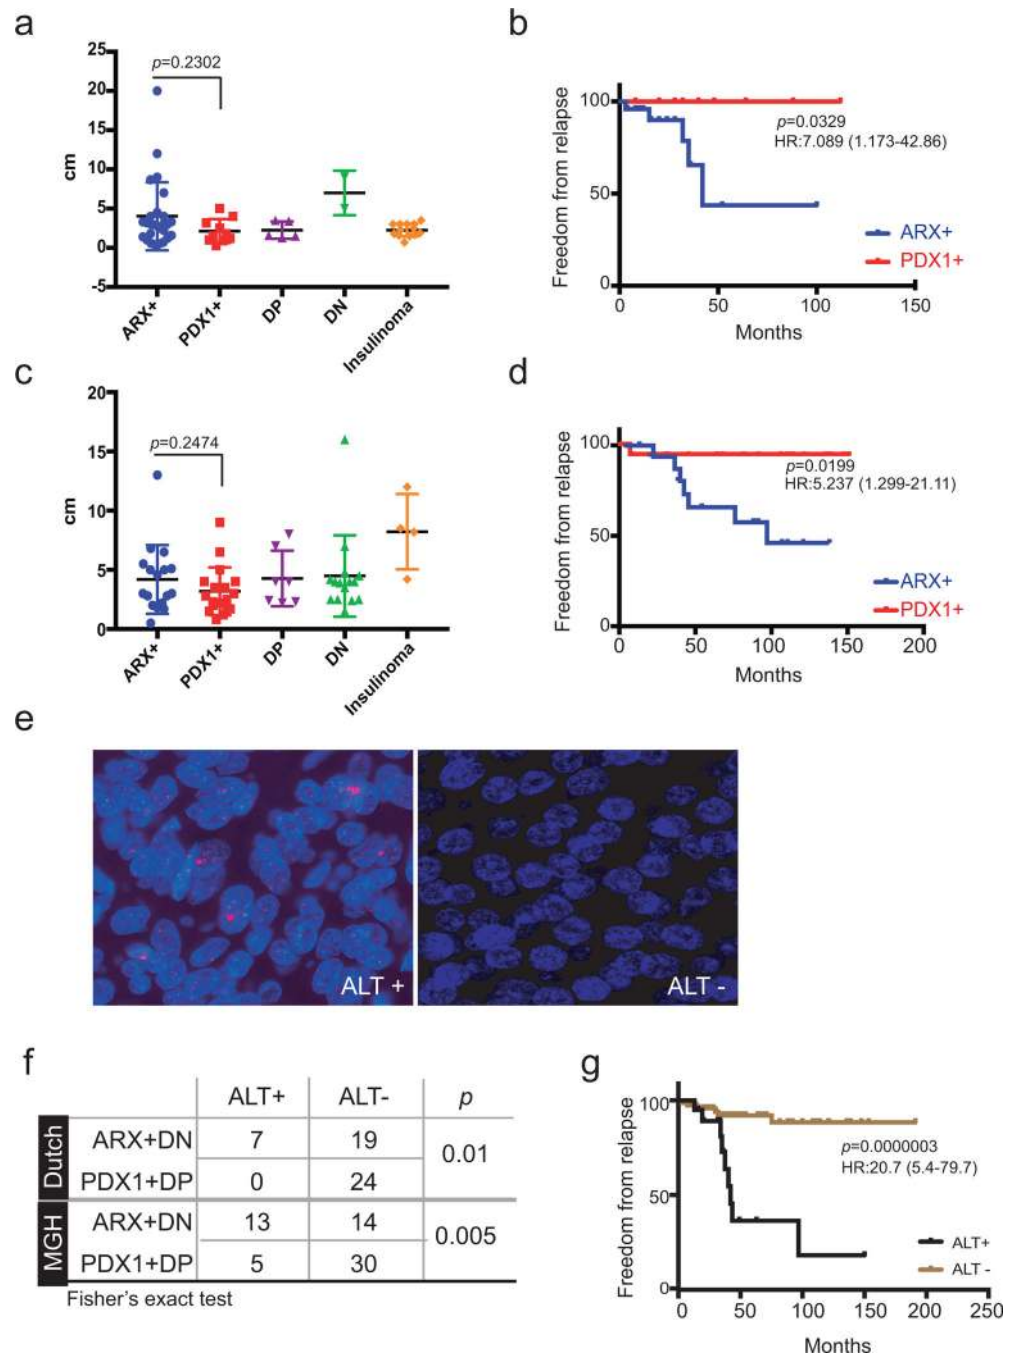 a
25
20
15
10
5
0
-5
cm
p=0.2302
ARX+
PDX1+
DP
DN
Insulinoma
b
100
50
0
Freedom from relapse
p=0.0329
HR:7.089 (1.173-42.86)
ARX+
PDX1+
0 50 100 150
Months
c
20
15
10
5
0
cm
p=0.2474
ARX+
PDX1+
DP
DN
Insulinoma
d
100
50
0
Freedom from relapse
p=0.0199
HR:5.237 (1.299-21.11)
ARX+
PDX1+
0 50 100 150 200
Months
e
ALT +
ALT -
f
ALT+ ALT- p
Dutch
ARX+DN 7 19 0.01
PDX1+DP 0 24
MGH
ARX+DN 13 14 0.005
PDX1+DP 5 30
Fisher's exact test
g
100
50
0
Freedom from relapse
p=0.0000003
HR:20.7 (5.4-79.7)
ALT+
ALT -
0 50 100 150 200 250
Months